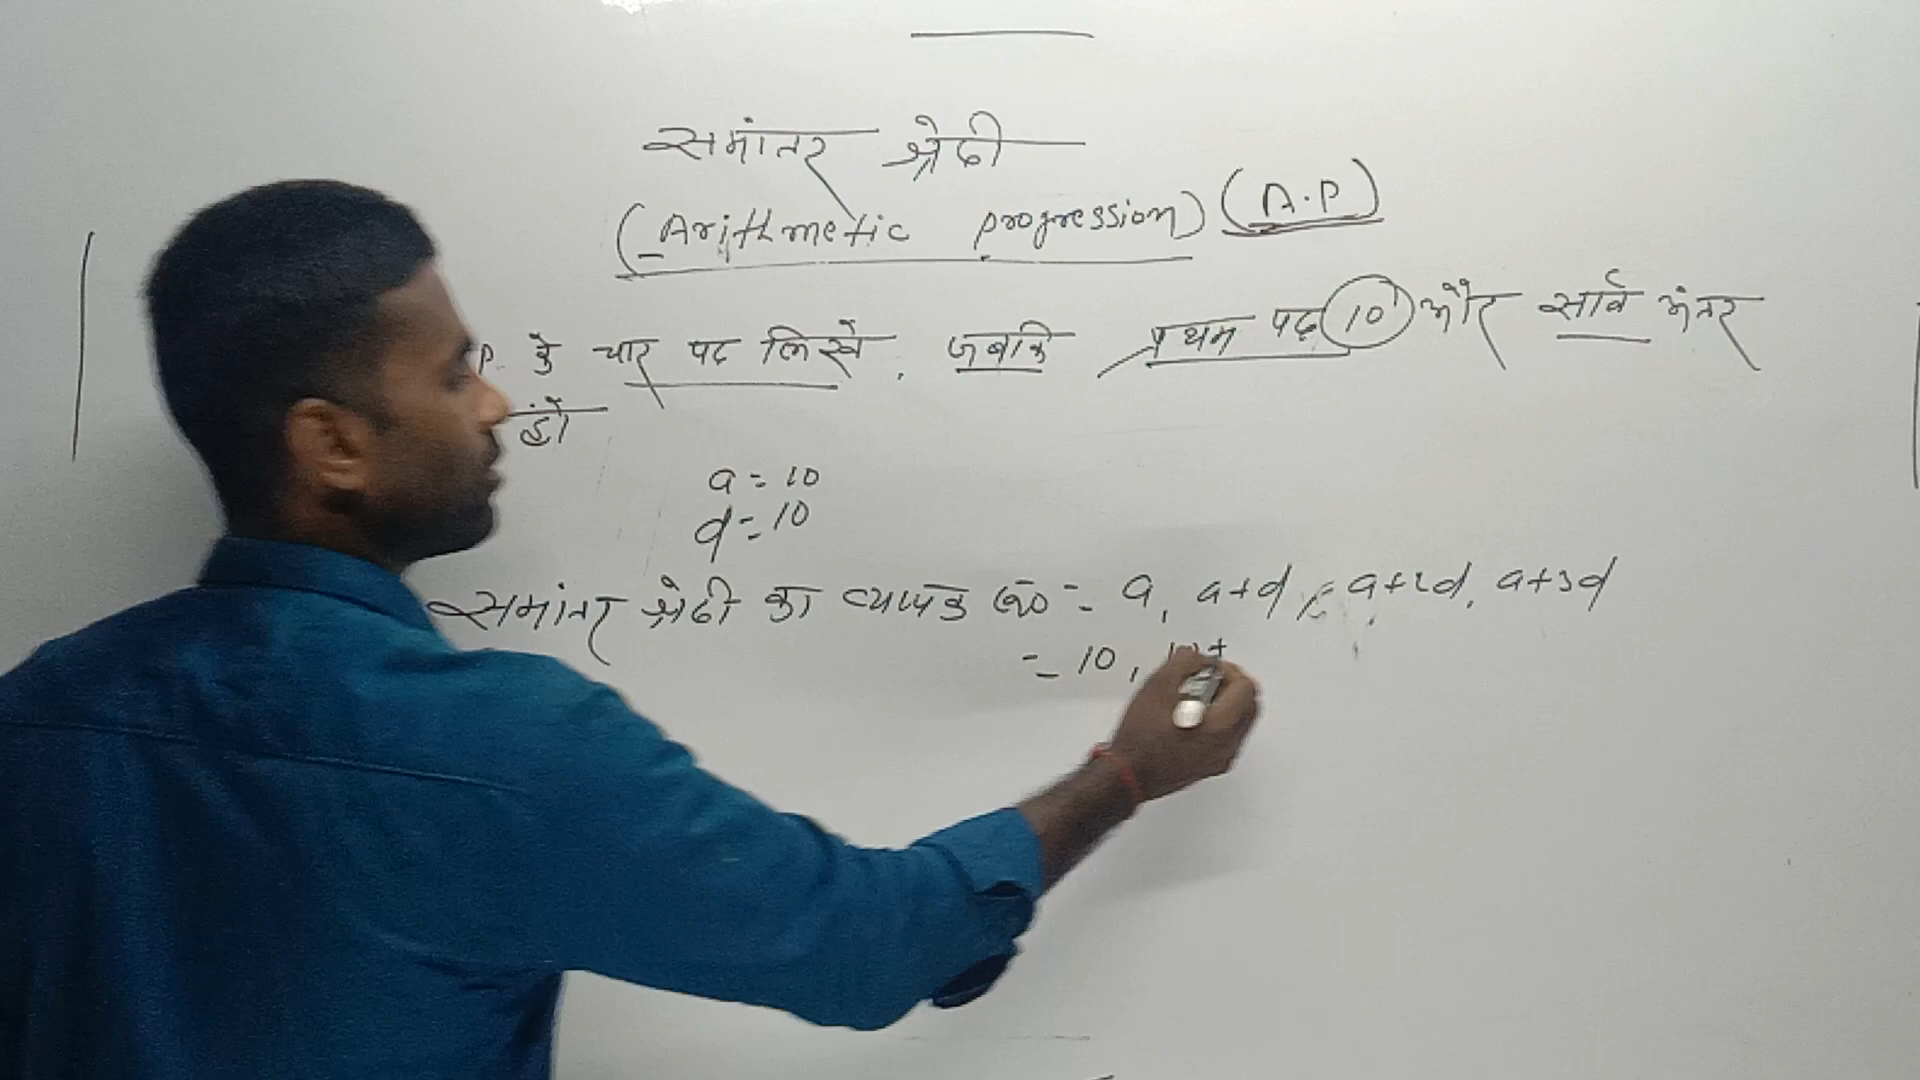 समांतर श्रेढी
(Arithmetic progression) (A.P)
P. के चार पद लिखें, जबकि प्रथम पद 10 और सार्व अंतर
हो
a = 10
d = 10
समांतर श्रेढी का व्यापक रूप = a, a+d, a+2d, a+3d
= 10, 10+